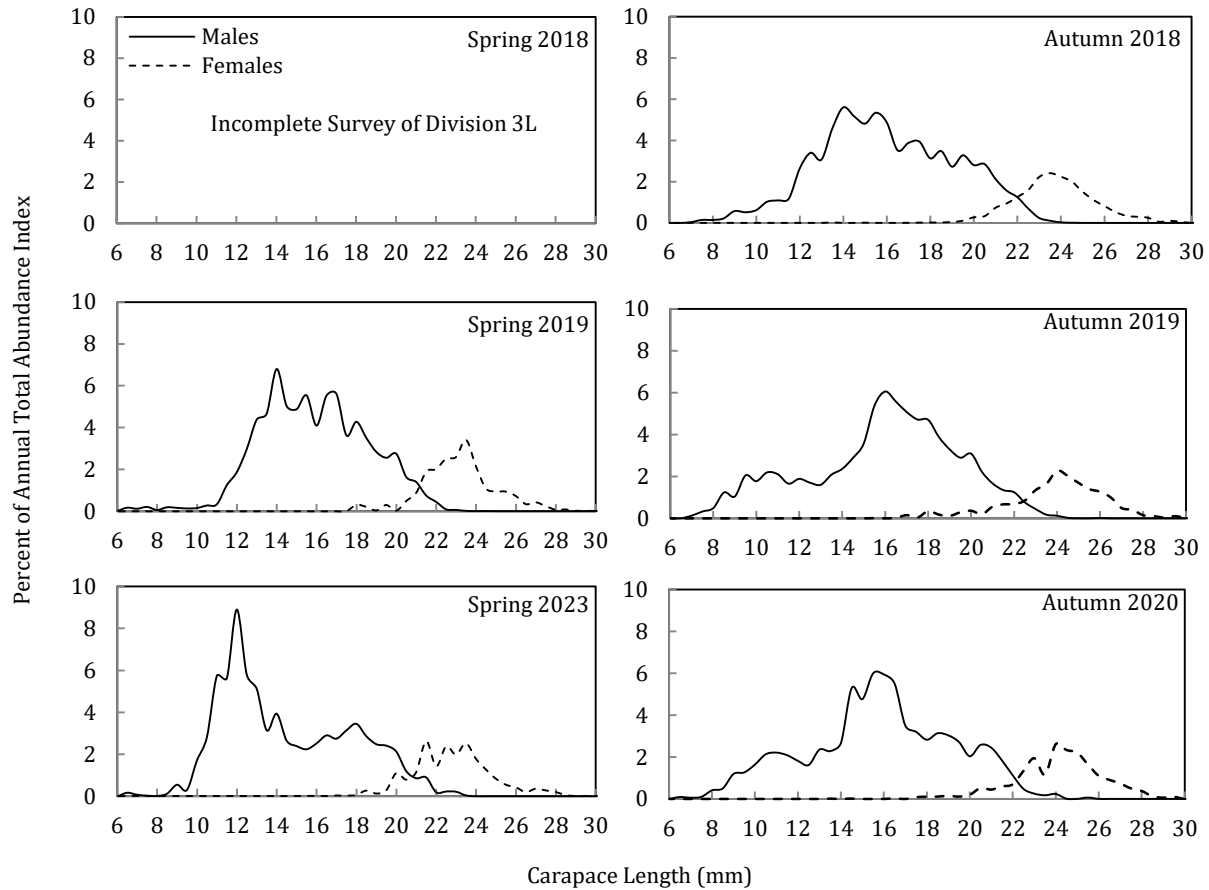 Percent of Annual Total Abundance Index
10
8
6
4
2
0
Males
Females
Spring 2018
Incomplete Survey of Division 3L
6 8 10 12 14 16 18 20 22 24 26 28 30
10
8
6
4
2
0
Autumn 2018
6 8 10 12 14 16 18 20 22 24 26 28 30
10
8
6
4
2
0
Spring 2019
6 8 10 12 14 16 18 20 22 24 26 28 30
10
8
6
4
2
0
Autumn 2019
6 8 10 12 14 16 18 20 22 24 26 28 30
10
8
6
4
2
0
Spring 2023
6 8 10 12 14 16 18 20 22 24 26 28 30
10
8
6
4
2
0
Autumn 2020
6 8 10 12 14 16 18 20 22 24 26 28 30
Carapace Length (mm)